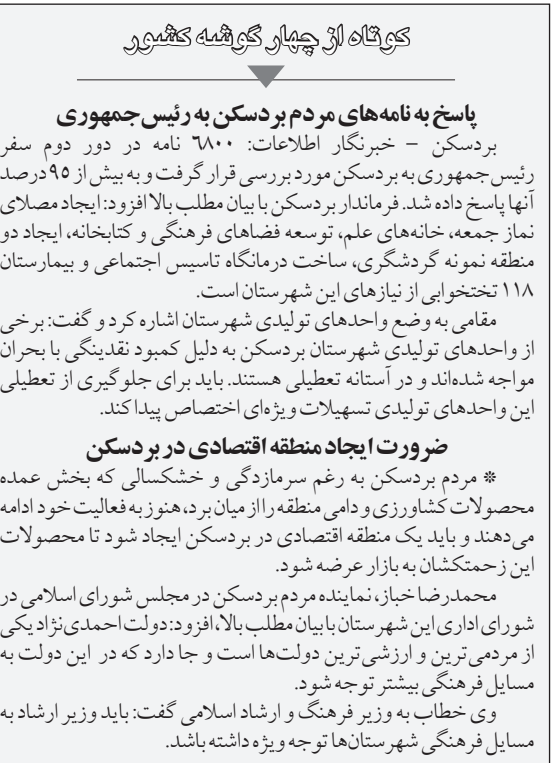 کوتاه از چهار گوشه کشور
پاسخ به نامه‌های مردم بردسکن به رئیس جمهوری
بردسکن - خبرنگار اطلاعات: ۶۸۰۰ نامه در دور دوم سفر
رئیس جمهوری به بردسکن مورد بررسی قرار گرفت و به بیش از ۹۵ درصد
آنها پاسخ داده شد. فرماندار بردسکن با بیان مطلب بالا افزود: ایجاد مصلای
نماز جمعه، خانه‌های علم، توسعه فضاهای فرهنگی و کتابخانه، ایجاد دو
منطقه نمونه گردشگری، ساخت درمانگاه تاسیس اجتماعی و بیمارستان
۱۱۸ تختخوابی از نیازهای این شهرستان است.
مقامی به وضع واحدهای تولیدی شهرستان اشاره کرد و گفت: برخی
از واحدهای تولیدی شهرستان بردسکن به دلیل کمبود نقدینگی با بحران
مواجه شده‌اند و در آستانه تعطیلی هستند. باید برای جلوگیری از تعطیلی
این واحدهای تولیدی تسهیلات ویژه‌ای اختصاص پیدا کند.
ضرورت ایجاد منطقه اقتصادی در بردسکن
* مردم بردسکن به رغم سرمازدگی و خشکسالی که بخش عمده
محصولات کشاورزی و دامی منطقه را از میان برد، هنوز به فعالیت خود ادامه
می‌دهند و باید یک منطقه اقتصادی در بردسکن ایجاد شود تا محصولات
این زحمتکشان به بازار عرضه شود.
محمدرضا خباز، نماینده مردم بردسکن در مجلس شورای اسلامی در
شورای اداری این شهرستان با بیان مطلب بالا، افزود: دولت احمدی‌نژاد یکی
از مردمی‌ترین و ارزشی‌ترین دولت‌ها است و جا دارد که در این دولت به
مسایل فرهنگی بیشتر توجه شود.
وی خطاب به وزیر فرهنگ و ارشاد اسلامی گفت: باید وزیر ارشاد به
مسایل فرهنگی شهرستان‌ها توجه ویژه داشته باشد.